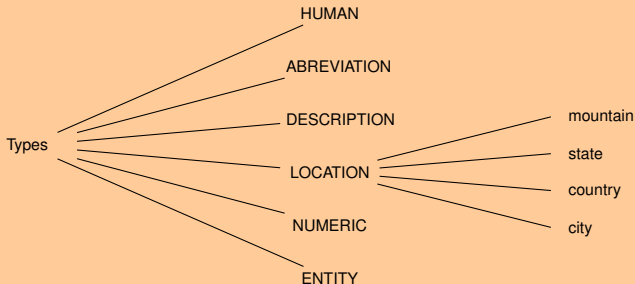 HUMAN
ABREVIATION
DESCRIPTION
Types
LOCATION
NUMERIC
ENTITY
mountain
state
country
city